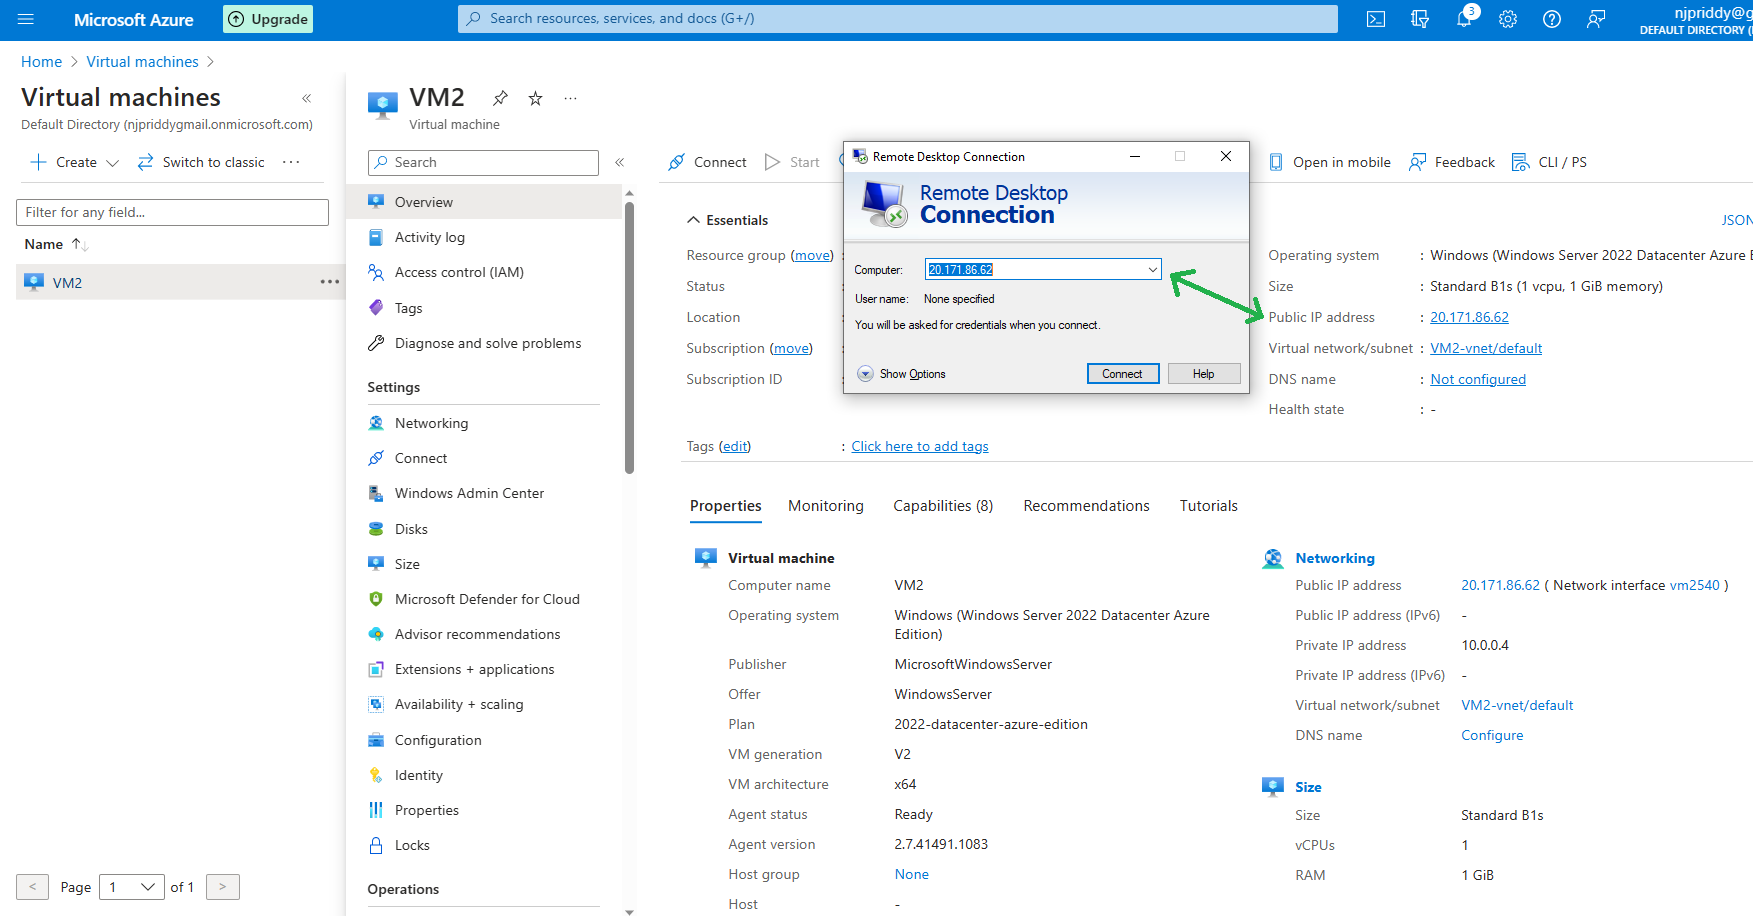 Microsoft Azure
Upgrade
Search resources, services, and docs (G+/)
3
njpriddy@g
DEFAULT DIRECTORY (
Home > Virtual machines >
Virtual machines
Default Directory (njpriddygmail.onmicrosoft.com)
Create
Switch to classic
Filter for any field...
Name
VM2
< Page 1 of 1 >
VM2
Virtual machine
Search
Overview
Activity log
Access control (IAM)
Tags
Diagnose and solve problems
Settings
Networking
Connect
Windows Admin Center
Disks
Size
Microsoft Defender for Cloud
Advisor recommendations
Extensions + applications
Availability + scaling
Configuration
Identity
Properties
Locks
Operations
Connect
Start
Open in mobile
Feedback
CLI / PS
Essentials
JSON
Resource group (move) :
Status
Location
Subscription (move) :
Subscription ID :
Remote Desktop Connection
Remote Desktop
Connection
Computer: 20.171.86.62
User name: None specified
You will be asked for credentials when you connect.
Show Options
Connect
Help
Operating system : Windows (Windows Server 2022 Datacenter Azure E
Size : Standard B1s (1 vcpu, 1 GiB memory)
Public IP address : 20.171.86.62
Virtual network/subnet : VM2-vnet/default
DNS name : Not configured
Health state : -
Tags (edit) : Click here to add tags
Properties
Monitoring
Capabilities (8)
Recommendations
Tutorials
Virtual machine
Computer name VM2
Operating system Windows (Windows Server 2022 Datacenter Azure
Edition)
Publisher MicrosoftWindowsServer
Offer WindowsServer
Plan 2022-datacenter-azure-edition
VM generation V2
VM architecture x64
Agent status Ready
Agent version 2.7.41491.1083
Host group None
Host -
Networking
Public IP address 20.171.86.62 ( Network interface vm2540 )
Public IP address (IPv6) -
Private IP address 10.0.0.4
Private IP address (IPv6) -
Virtual network/subnet VM2-vnet/default
DNS name Configure
Size
Size Standard B1s
vCPUs 1
RAM 1 GiB